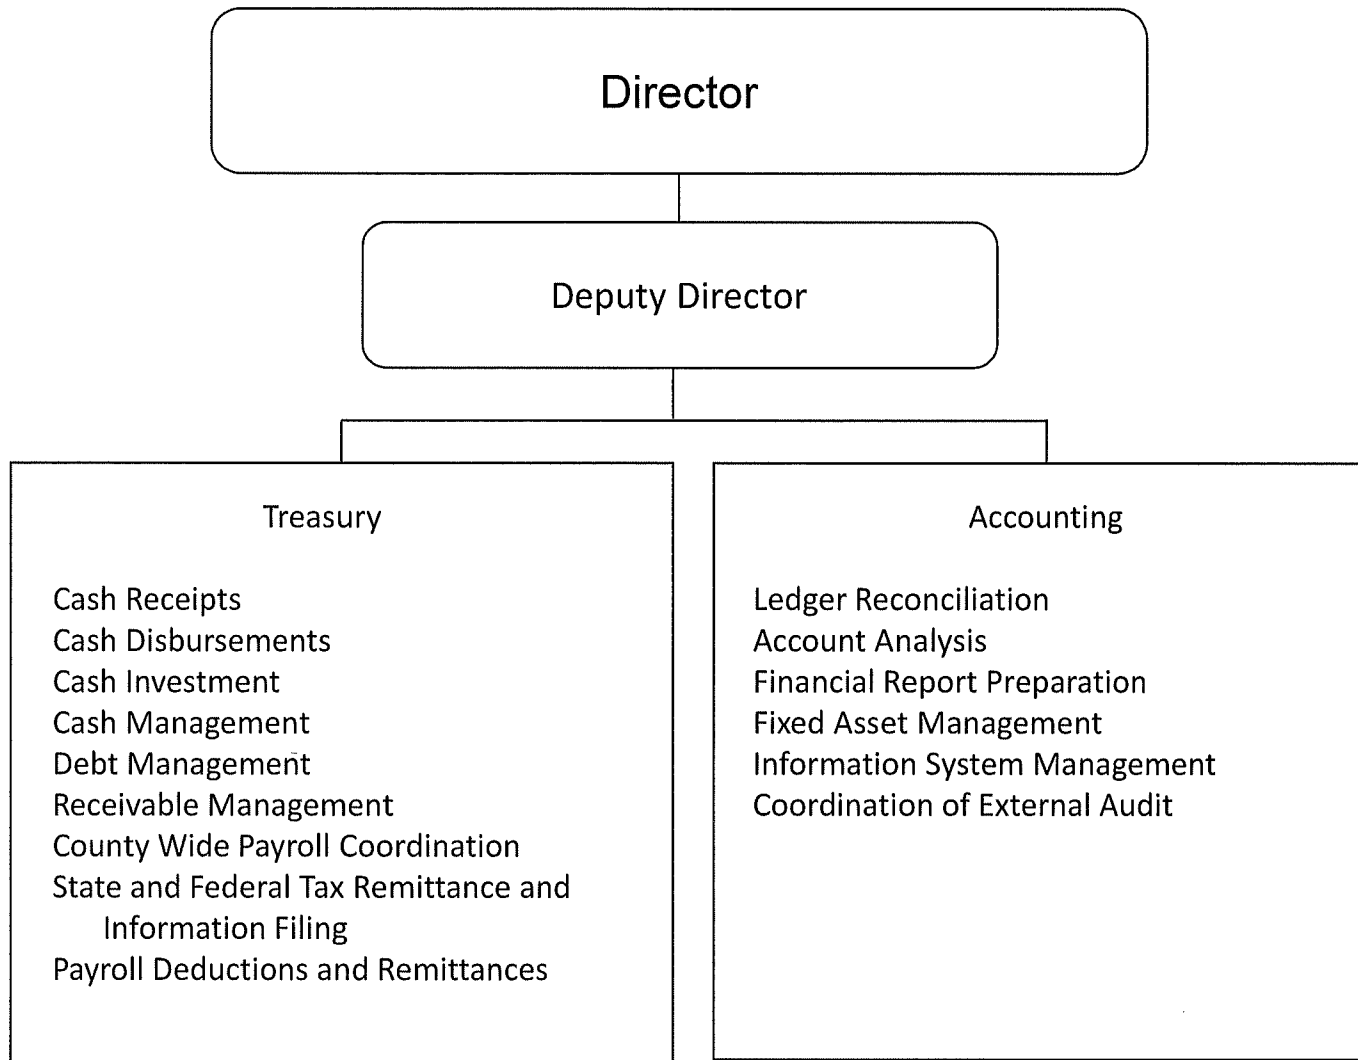 Director
Deputy Director
Treasury
Cash Receipts
Cash Disbursements
Cash Investment
Cash Management
Debt Management
Receivable Management
County Wide Payroll Coordination
State and Federal Tax Remittance and
Information Filing
Payroll Deductions and Remittances
Accounting
Ledger Reconciliation
Account Analysis
Financial Report Preparation
Fixed Asset Management
Information System Management
Coordination of External Audit